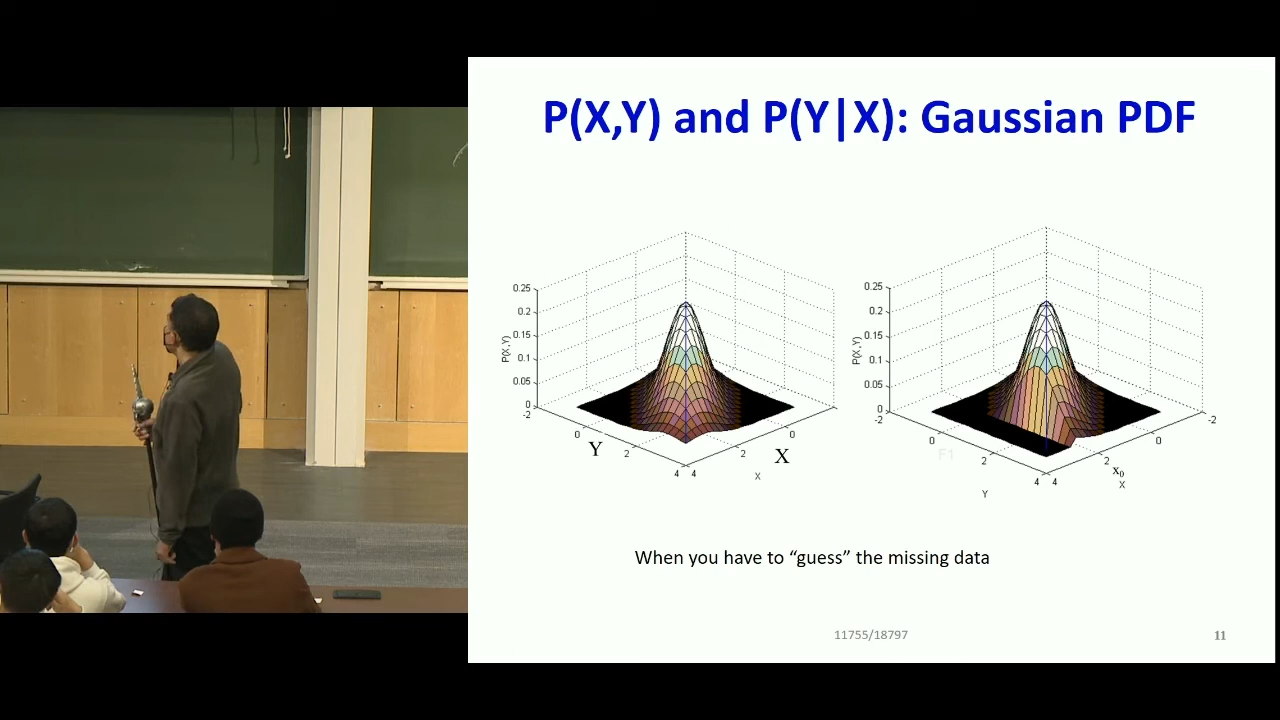 P(X,Y) and P(Y|X): Gaussian PDF
0.25
0.2
0.15
0.1
0.05
0
-2
0
2
4
4
2
0
P(X,Y)
Y
X
X
0.25
0.2
0.15
0.1
0.05
0
-2
0
2
4
4
2
0
-2
P(X,Y)
F1
Y
x₀
X
When you have to “guess” the missing data
11755/18797
11